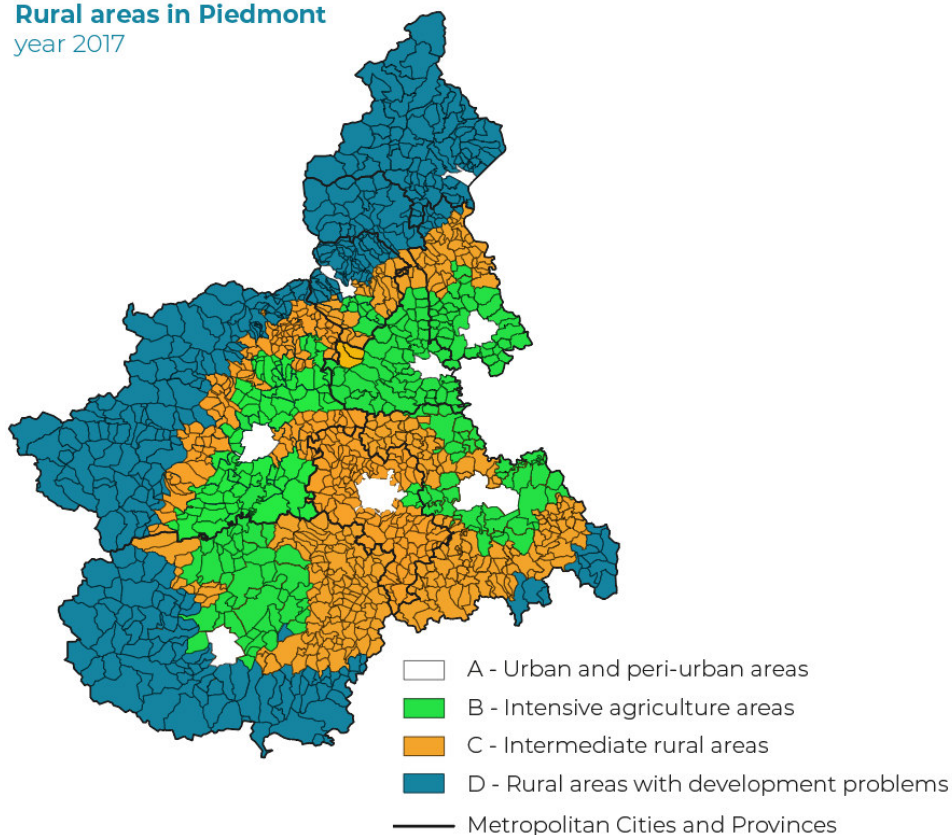 Rural areas in Piedmont
year 2017
A - Urban and peri-urban areas
B - Intensive agriculture areas
C - Intermediate rural areas
D - Rural areas with development problems
Metropolitan Cities and Provinces